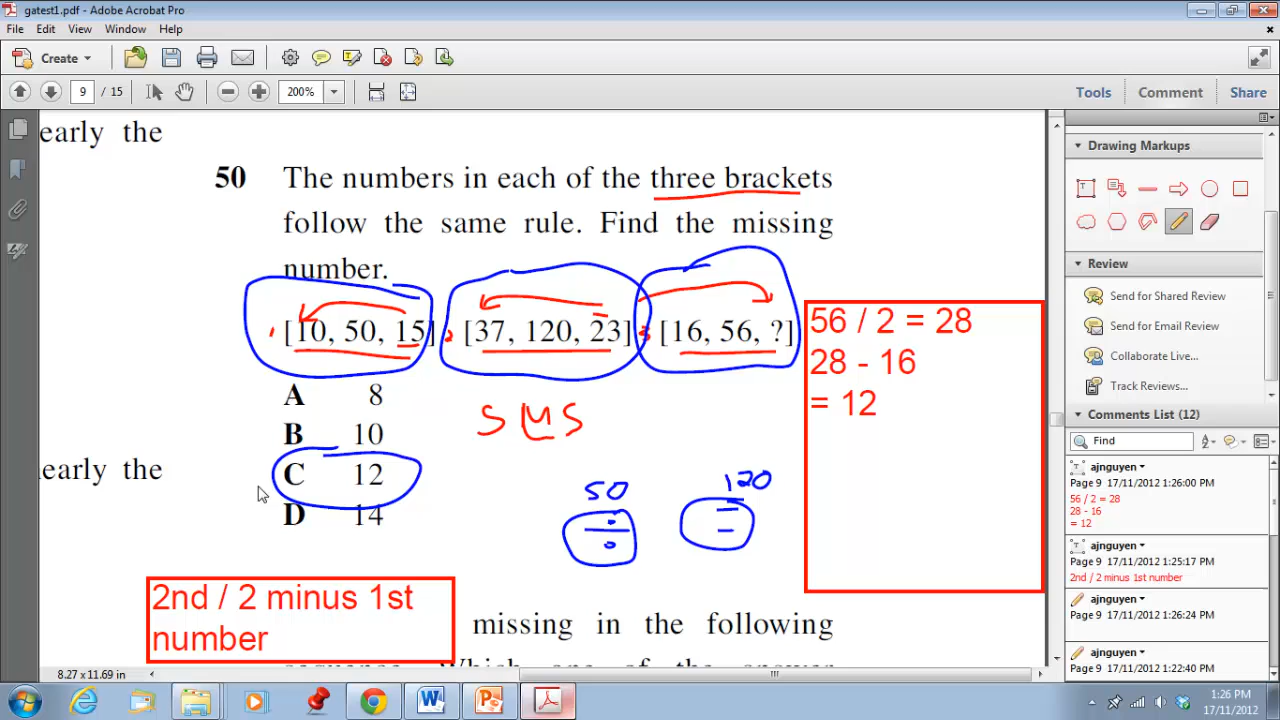 gatest1.pdf - Adobe Acrobat Pro
File Edit View Window Help
Create
9 / 15 200% Tools Comment Share
early the
50 The numbers in each of the three brackets
follow the same rule. Find the missing
number.
[10, 50, 15] [37, 120, 23] [16, 56, ?]
A 8
B 10
C 12
D 14
early the
S M S
50
120
56 / 2 = 28
28 - 16
= 12
2nd / 2 minus 1st
number
missing in the following
sequence. Which one of the answer
8.27 x 11.69 in
Drawing Markups
T
Review
Send for Shared Review
Send for Email Review
Collaborate Live...
Track Reviews...
Comments List (12)
Find
ajnguyen
Page 9 17/11/2012 1:26:00 PM
56 / 2 = 28
28 - 16
= 12
ajnguyen
Page 9 17/11/2012 1:25:17 PM
2nd / 2 minus 1st number
ajnguyen
Page 9 17/11/2012 1:26:24 PM
ajnguyen
Page 9 17/11/2012 1:22:40 PM
1:26 PM
17/11/2012